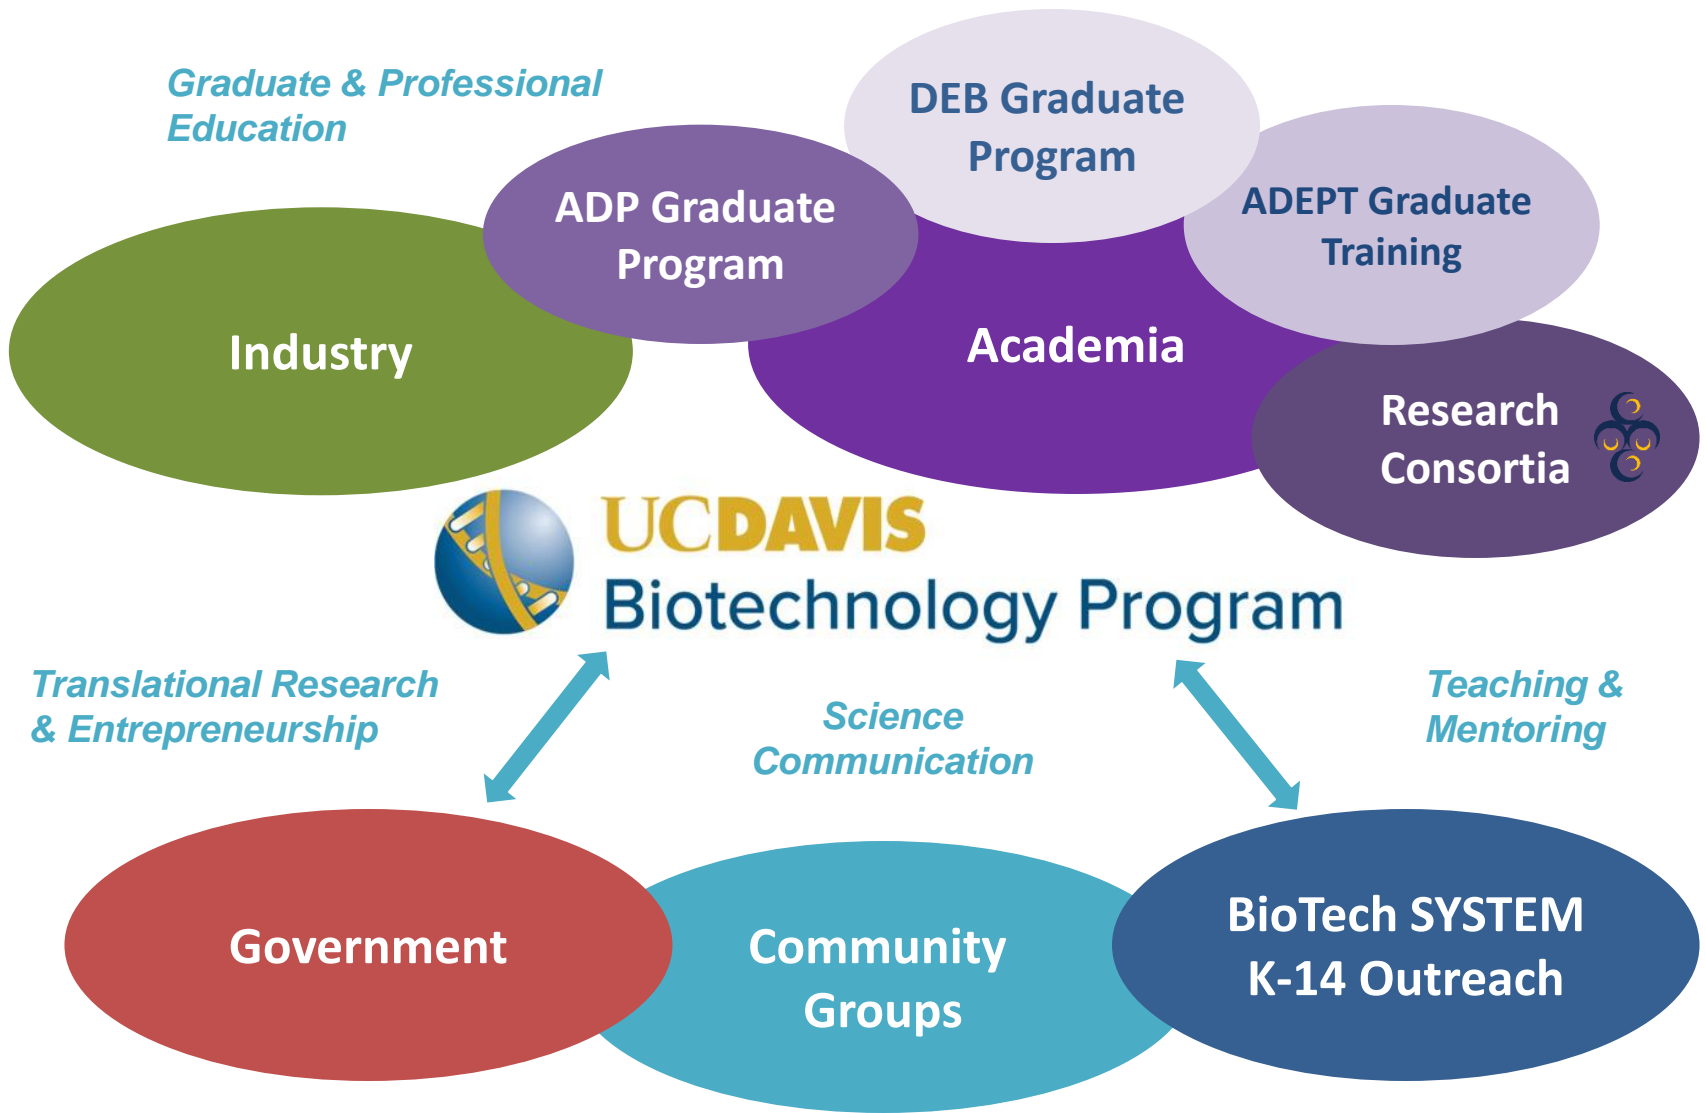 Graduate & Professional
Education
DEB Graduate
Program
ADP Graduate
Program
ADEPT Graduate
Training
Industry
Academia
Research
Consortia
UCDAVIS
Biotechnology Program
Translational Research
& Entrepreneurship
Science
Communication
Teaching &
Mentoring
Government
Community
Groups
BioTech SYSTEM
K-14 Outreach